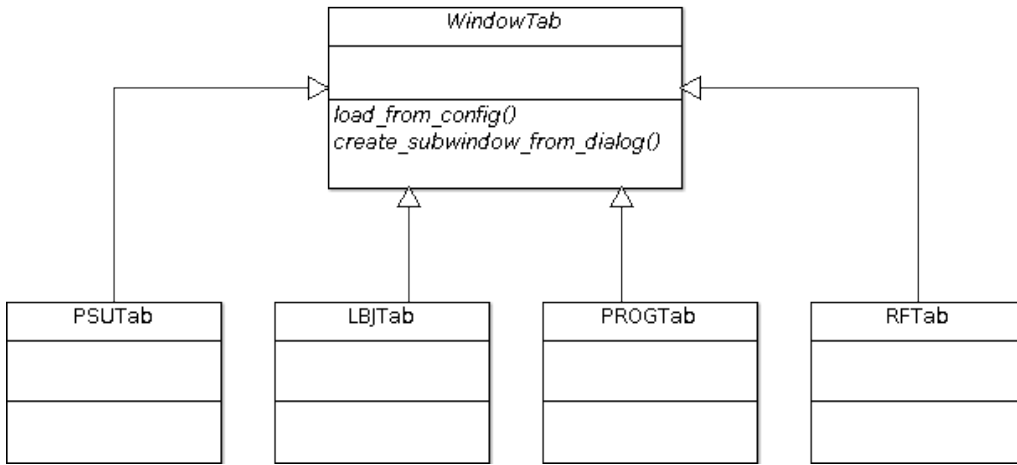 WindowTab
load_from_config()
create_subwindow_from_dialog()
PSUTab
LBJTab
PROGTab
RFTab